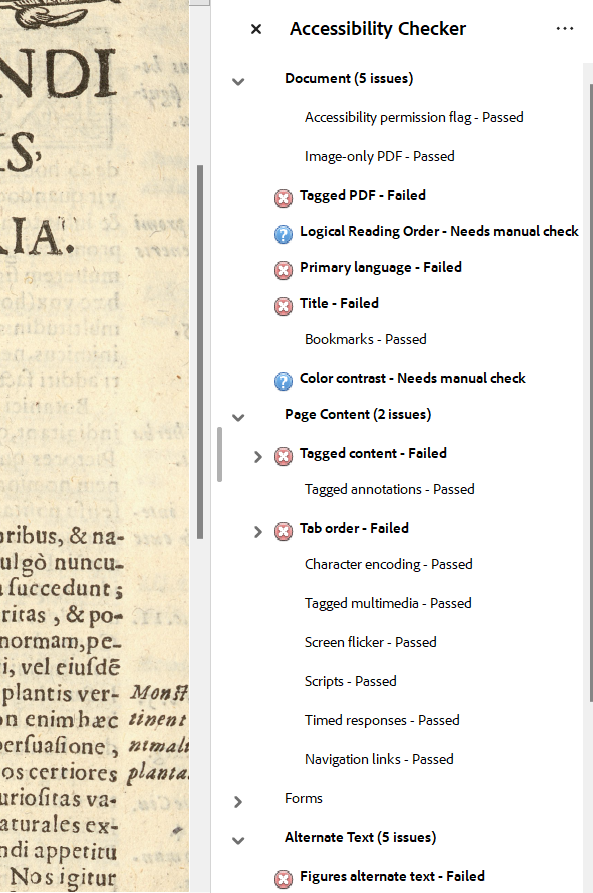 NDI
IS,
RIA.
oribus, & na-
ulgò nuncu-
ſuccedunt;
ritas, & po-
normam, pe-
i, vel eiuſdē
plantis ver-
on enim hæc
perſuaſione,
os certiores
urioſitas va-
aturales ex-
ndi appetitu
Nos igitur
Monſt
tinent
nimali
planta.
Accessibility Checker
Document (5 issues)
Accessibility permission flag - Passed
Image-only PDF - Passed
Tagged PDF - Failed
Logical Reading Order - Needs manual check
Primary language - Failed
Title - Failed
Bookmarks - Passed
Color contrast - Needs manual check
Page Content (2 issues)
Tagged content - Failed
Tagged annotations - Passed
Tab order - Failed
Character encoding - Passed
Tagged multimedia - Passed
Screen flicker - Passed
Scripts - Passed
Timed responses - Passed
Navigation links - Passed
Forms
Alternate Text (5 issues)
Figures alternate text - Failed